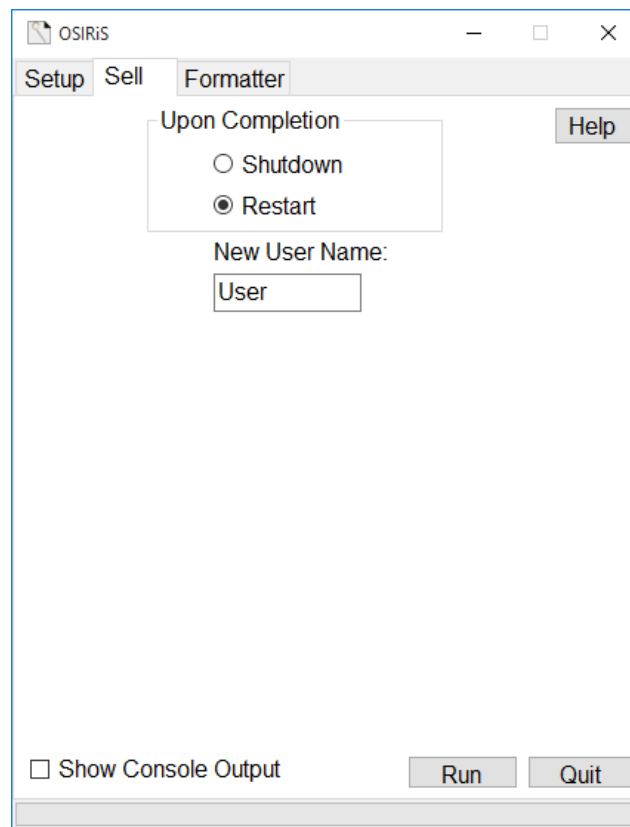 OSIRiS
Setup Sell Formatter
Upon Completion
Help
Shutdown
Restart
New User Name:
User
Show Console Output Run Quit